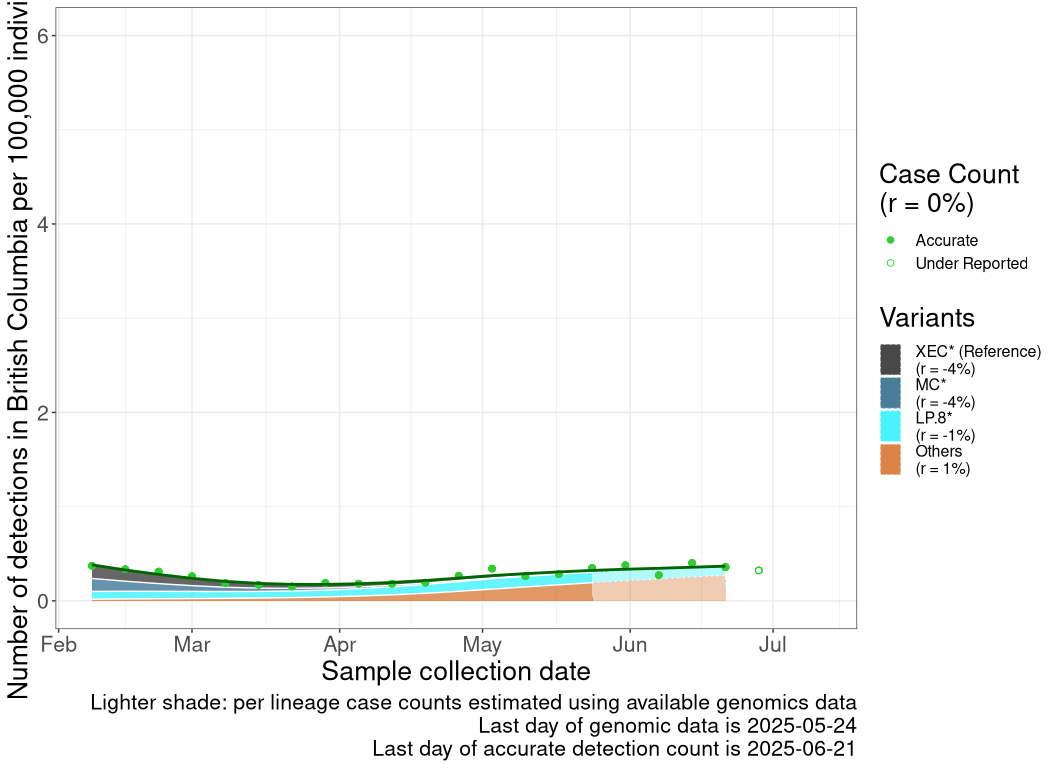 Number of detections in British Columbia per 100,000
6
4
2
0
Feb
Mar
Apr
May
Jun
Jul
Sample collection date
Lighter shade: per lineage case counts estimated using available genomics data
Last day of genomic data is 2025-05-24
Last day of accurate detection count is 2025-06-21
Case Count
(r = 0%)
Accurate
Under Reported
Variants
XEC* (Reference)
(r = -4%)
MC*
(r = -4%)
LP.8*
(r = -1%)
Others
(r = 1%)